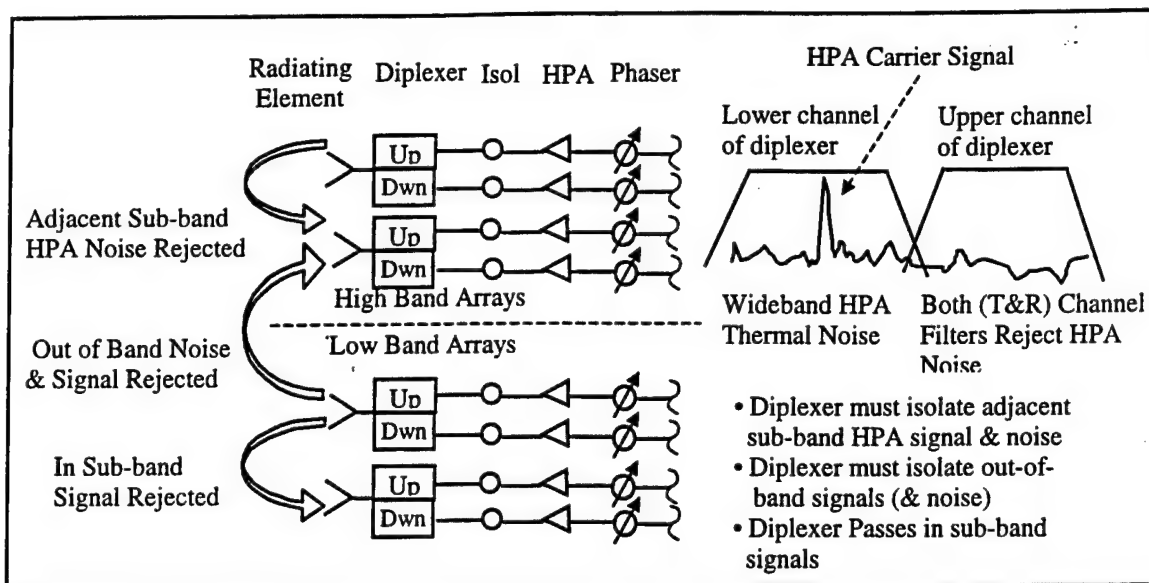 Radiating
Element
Diplexer Isol HPA Phaser
Up
Dwn
Up
Dwn
High Band Arrays
Low Band Arrays
Up
Dwn
Up
Dwn
Adjacent Sub-band
HPA Noise Rejected
Out of Band Noise
& Signal Rejected
In Sub-band
Signal Rejected
HPA Carrier Signal
Lower channel
of diplexer
Upper channel
of diplexer
Wideband HPA
Thermal Noise
Both (T&R) Channel
Filters Reject HPA
Noise
• Diplexer must isolate adjacent
sub-band HPA signal & noise
• Diplexer must isolate out-of-
band signals (& noise)
• Diplexer Passes in sub-band
signals